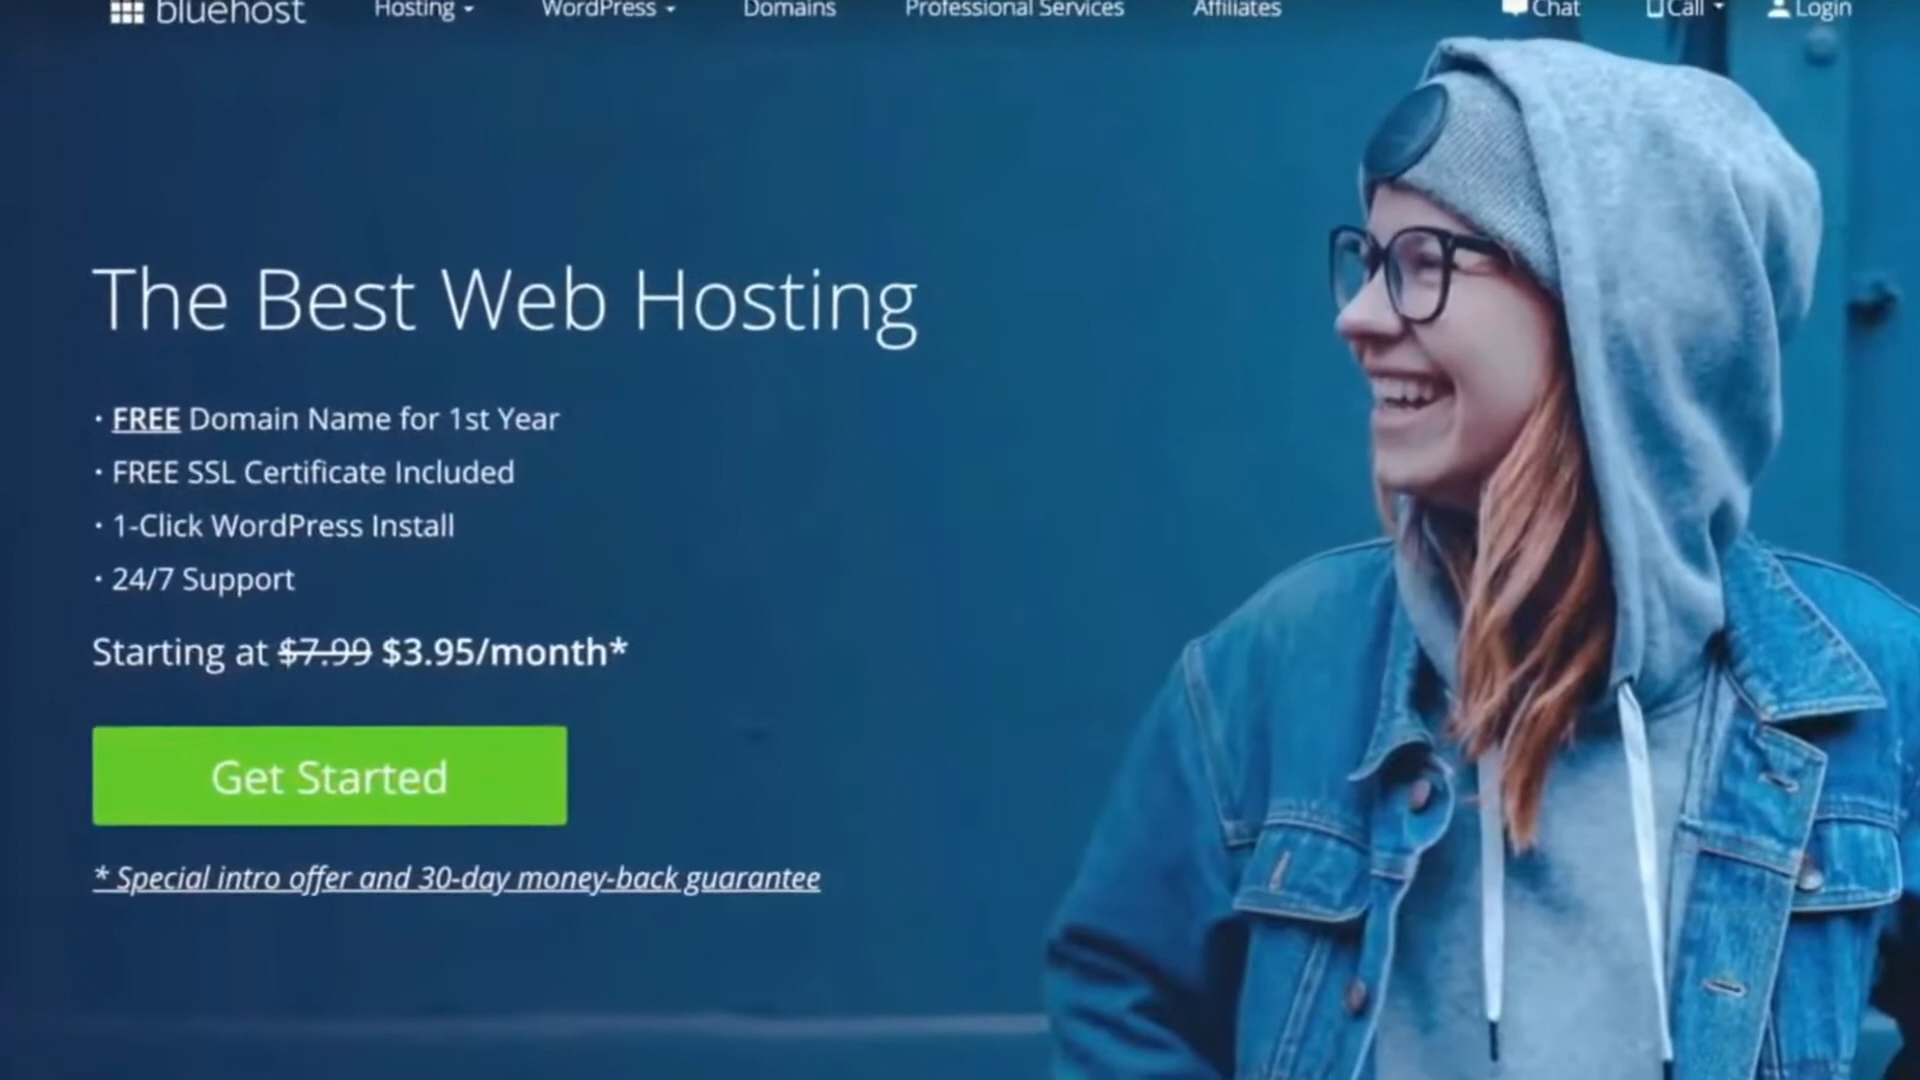 bluehost Hosting WordPress Domains Professional Services Affiliates Chat Call Login
The Best Web Hosting
· FREE Domain Name for 1st Year
· FREE SSL Certificate Included
· 1-Click WordPress Install
· 24/7 Support
Starting at $7.99 $3.95/month*
Get Started
* Special intro offer and 30-day money-back guarantee